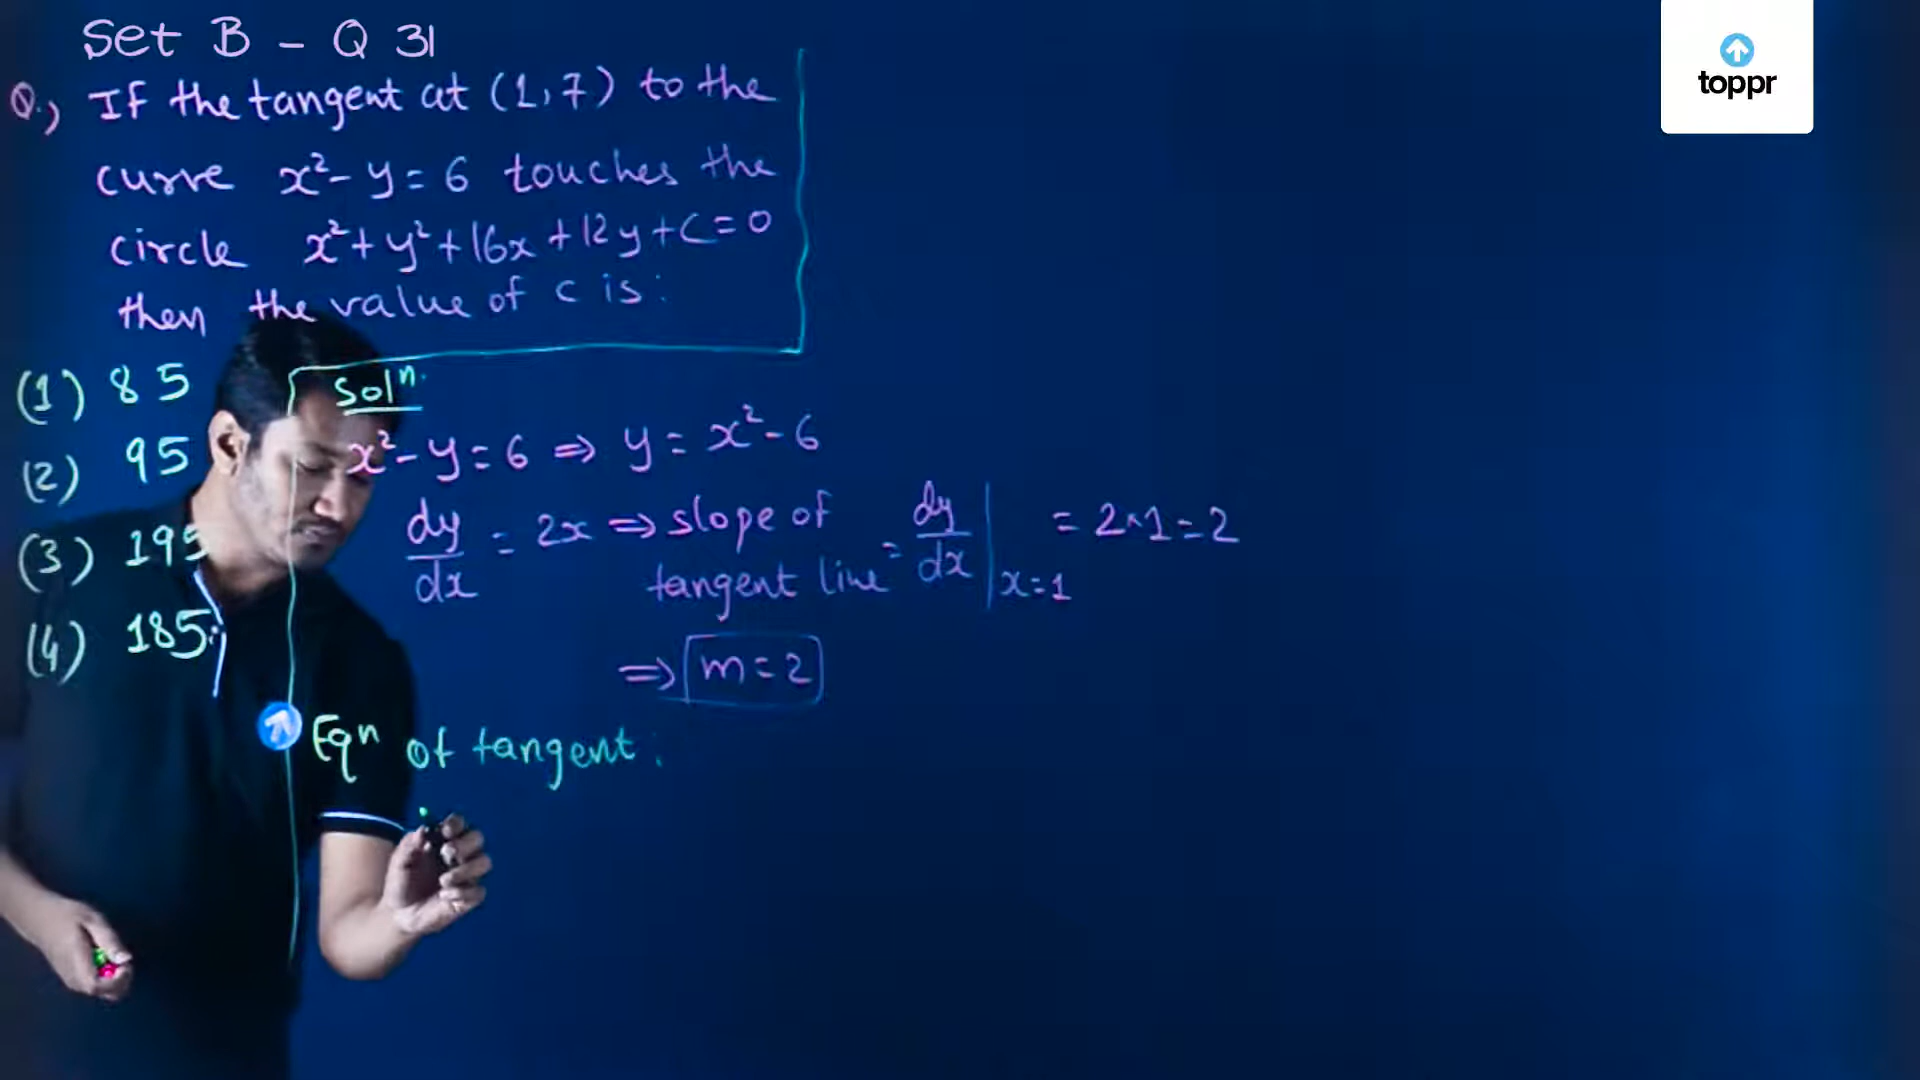 Set B - Q 31
Q.) If the tangent at (1,7) to the
curve x²- y = 6 touches the
circle x²+ y²+16x +12y+C=0
then the value of c is:
(1) 85
(2) 95
(3) 195
(4) 185
Solⁿ.
x²- y = 6 ⇒ y = x²- 6
dy/dx = 2x ⇒ slope of tangent line = dy/dx | x=1 = 2×1 = 2
⇒ m = 2
Eqⁿ of tangent :
toppr